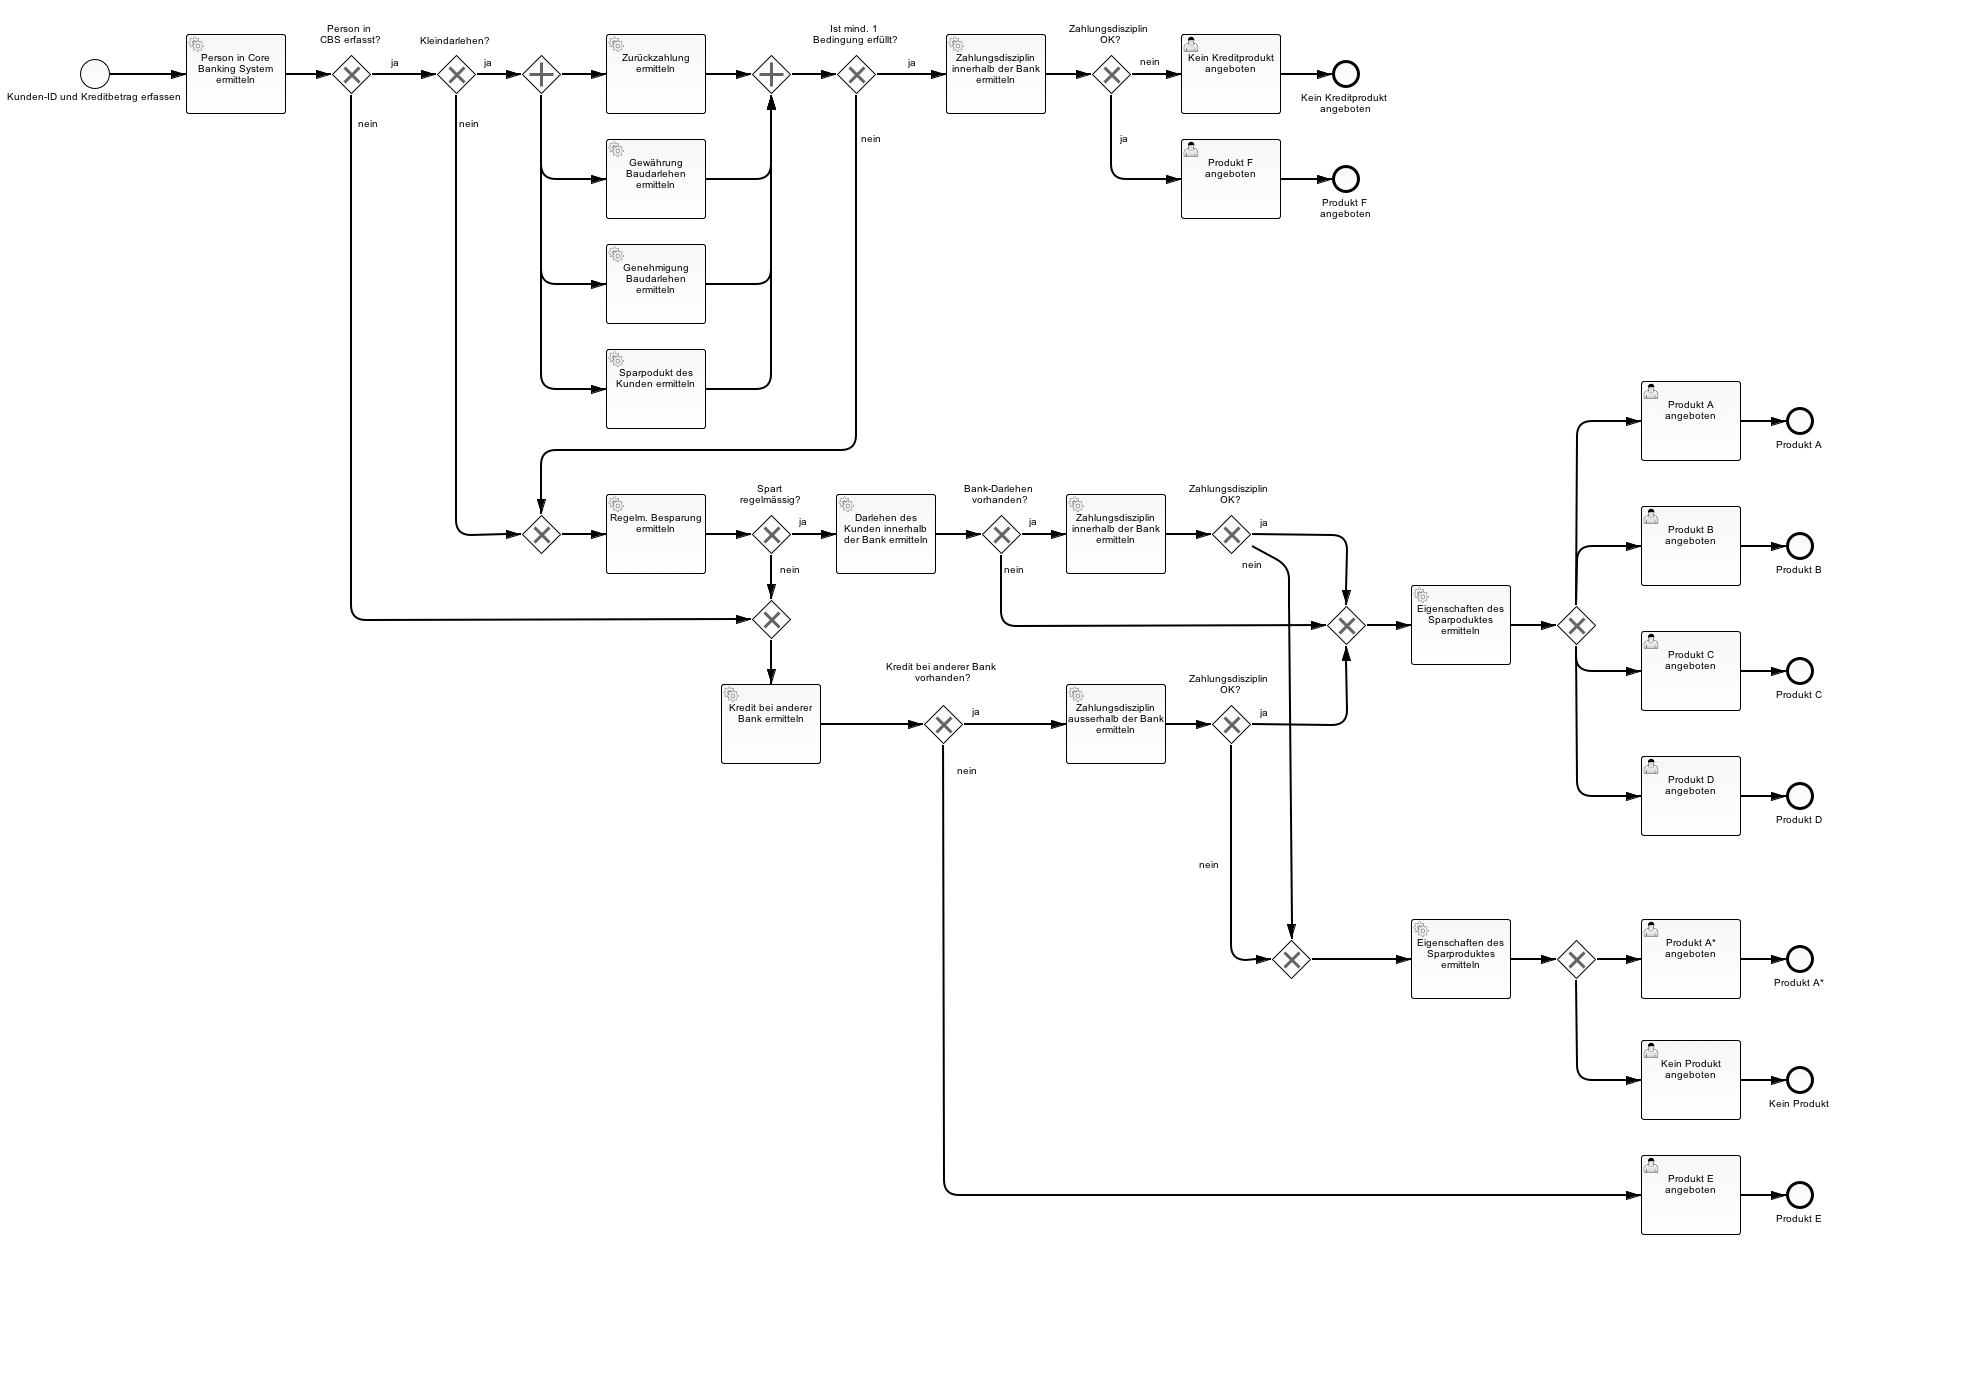 Person in
CBS erfasst?
Kleindarlehen?
Ist mind. 1
Bedingung erfüllt?
Zahlungsdisziplin
OK?
Kunden-ID und Kreditbetrag erfassen
Person in Core
Banking System
ermitteln
ja
ja
Zurückzahlung
ermitteln
ja
Zahlungsdisziplin
innerhalb der Bank
ermitteln
nein
Kein Kreditprodukt
angeboten
Kein Kreditprodukt
angeboten
nein
nein
nein
ja
Gewährung
Baudarlehen
ermitteln
Produkt F
angeboten
Produkt F
angeboten
Genehmigung
Baudarlehen
ermitteln
Sparpodukt des
Kunden ermitteln
Produkt A
angeboten
Produkt A
Spart
regelmässig?
Bank-Darlehen
vorhanden?
Zahlungsdisziplin
OK?
Regelm. Besparung
ermitteln
ja
Darlehen des
Kunden innerhalb
der Bank ermitteln
ja
Zahlungsdisziplin
innerhalb der Bank
ermitteln
ja
nein
nein
nein
Produkt B
angeboten
Produkt B
Eigenschaften des
Sparpoduktes
ermitteln
Produkt C
angeboten
Produkt C
Kredit bei anderer Bank
vorhanden?
Zahlungsdisziplin
OK?
Kredit bei anderer
Bank ermitteln
ja
Zahlungsdisziplin
ausserhalb der Bank
ermitteln
ja
nein
nein
Produkt D
angeboten
Produkt D
Eigenschaften des
Sparproduktes
ermitteln
Produkt A*
angeboten
Produkt A*
Kein Produkt
angeboten
Kein Produkt
Produkt E
angeboten
Produkt E